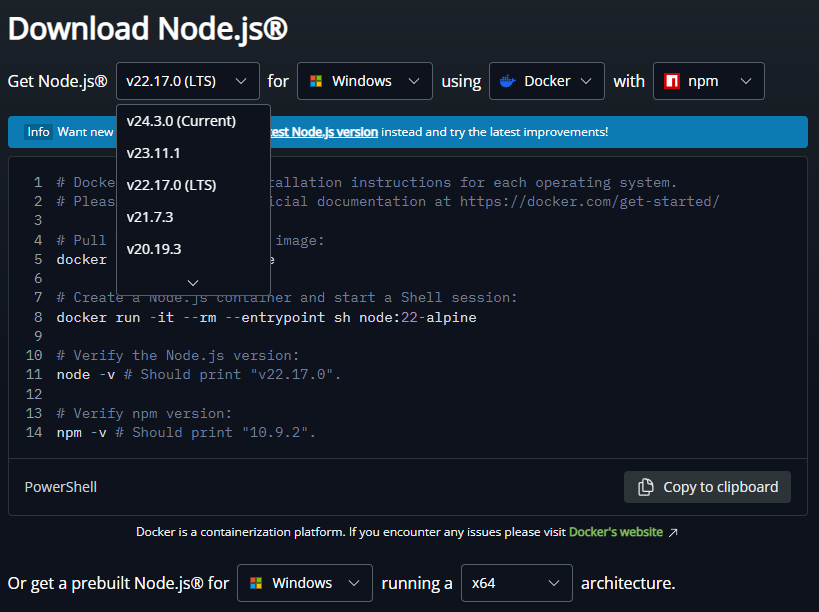 Download Node.js®
Get Node.js® v22.17.0 (LTS) for Windows using Docker with npm
v24.3.0 (Current)
v23.11.1
v22.17.0 (LTS)
v21.7.3
v20.19.3
Info Want new test Node.js version instead and try the latest improvements!
1 # Docke tallation instructions for each operating system.
2 # Pleas icial documentation at https://docker.com/get-started/
3
4 # Pull image:
5 docker e
6
7 # Create a Node.js container and start a Shell session:
8 docker run -it --rm --entrypoint sh node:22-alpine
9
10 # Verify the Node.js version:
11 node -v # Should print "v22.17.0".
12
13 # Verify npm version:
14 npm -v # Should print "10.9.2".
PowerShell Copy to clipboard
Docker is a containerization platform. If you encounter any issues please visit Docker's website
Or get a prebuilt Node.js® for Windows running a x64 architecture.